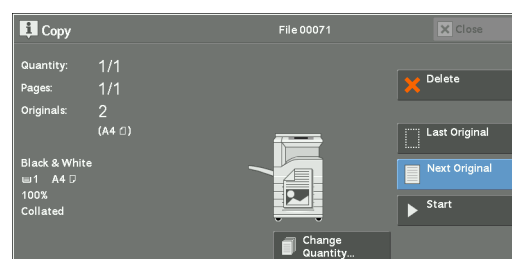 Copy
File 00071
Close
Quantity: 1/1
Pages: 1/1
Originals: 2
(A4)
Black & White
1 A4
100%
Collated
Delete
Last Original
Next Original
Start
Change
Quantity...